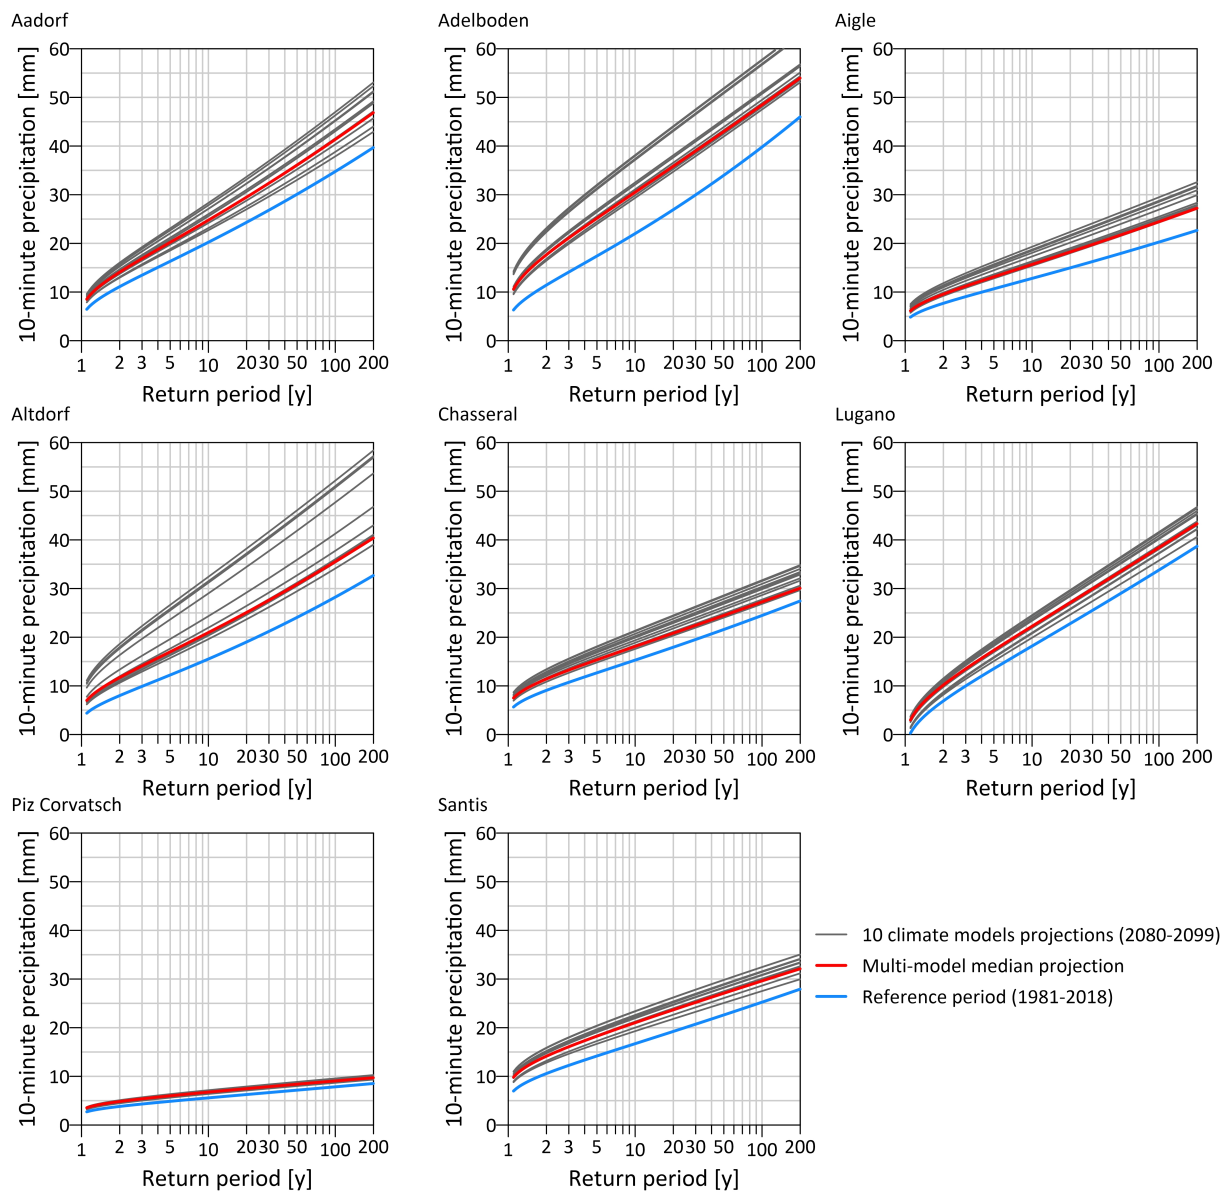 Aadorf
10-minute precipitation [mm]
60
50
40
30
20
10
0
1 2 3 5 10 20 30 50 100 200
Return period [y]
Adelboden
10-minute precipitation [mm]
60
50
40
30
20
10
0
1 2 3 5 10 20 30 50 100 200
Return period [y]
Aigle
10-minute precipitation [mm]
60
50
40
30
20
10
0
1 2 3 5 10 20 30 50 100 200
Return period [y]
Altdorf
10-minute precipitation [mm]
60
50
40
30
20
10
0
1 2 3 5 10 20 30 50 100 200
Return period [y]
Chasseral
10-minute precipitation [mm]
60
50
40
30
20
10
0
1 2 3 5 10 20 30 50 100 200
Return period [y]
Lugano
10-minute precipitation [mm]
60
50
40
30
20
10
0
1 2 3 5 10 20 30 50 100 200
Return period [y]
Piz Corvatsch
10-minute precipitation [mm]
60
50
40
30
20
10
0
1 2 3 5 10 20 30 50 100 200
Return period [y]
Santis
10-minute precipitation [mm]
60
50
40
30
20
10
0
1 2 3 5 10 20 30 50 100 200
Return period [y]
10 climate models projections (2080-2099)
Multi-model median projection
Reference period (1981-2018)